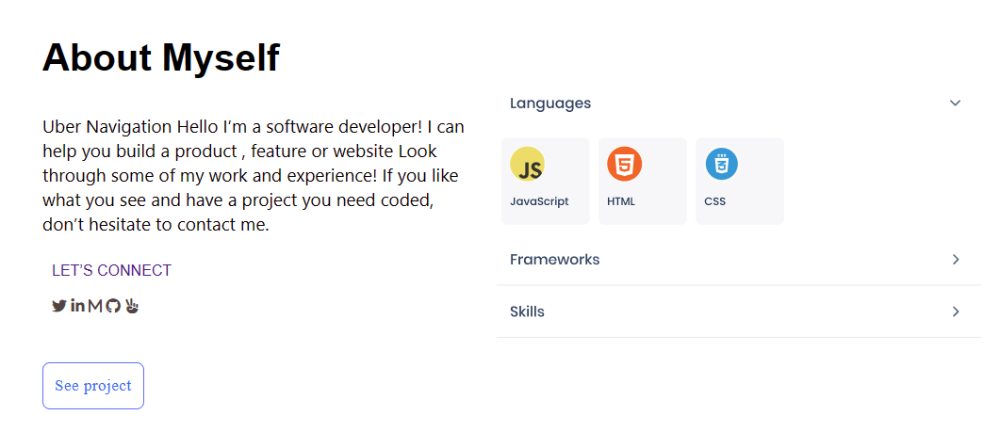 About Myself
Uber Navigation Hello I’m a software developer! I can
help you build a product , feature or website Look
through some of my work and experience! If you like
what you see and have a project you need coded,
don’t hesitate to contact me.
LET’S CONNECT
See project
Languages
JS
JavaScript
HTML
CSS
CSS
Frameworks
Skills